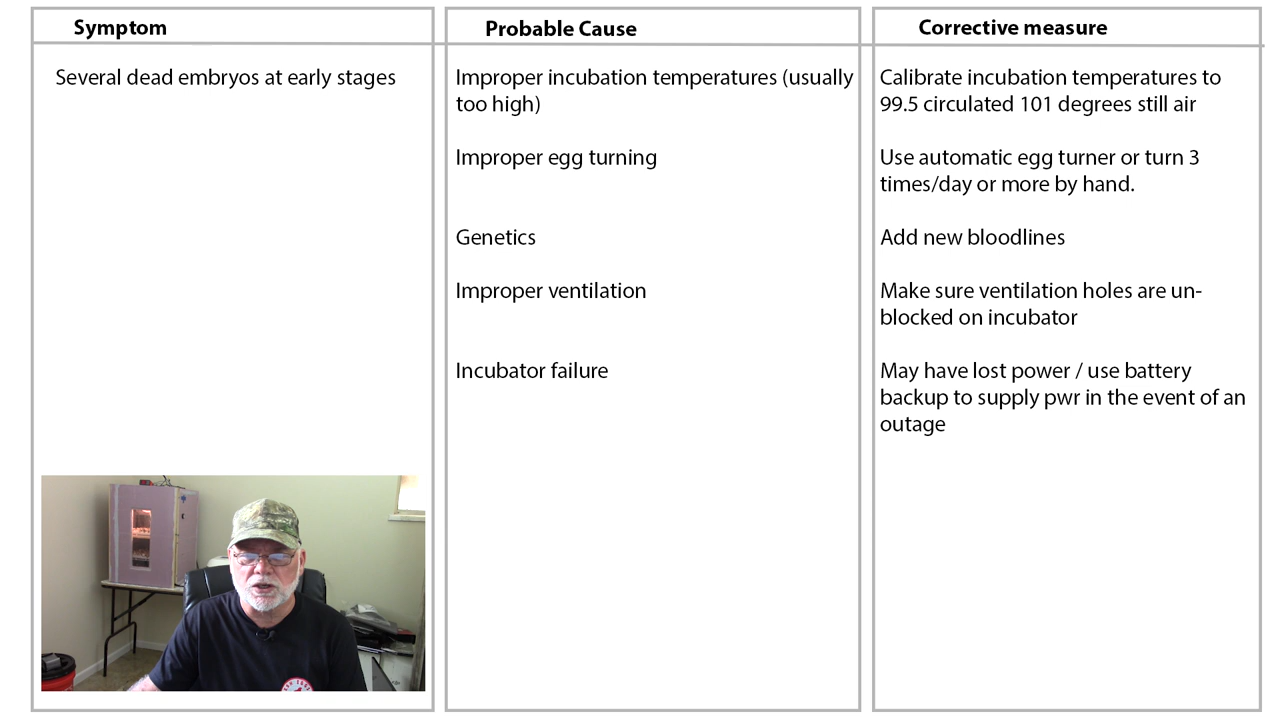 Symptom
Probable Cause
Corrective measure
Several dead embryos at early stages
Improper incubation temperatures (usually
too high)
Calibrate incubation temperatures to
99.5 circulated 101 degrees still air
Improper egg turning
Use automatic egg turner or turn 3
times/day or more by hand.
Genetics
Add new bloodlines
Improper ventilation
Make sure ventilation holes are un-
blocked on incubator
Incubator failure
May have lost power / use battery
backup to supply pwr in the event of an
outage